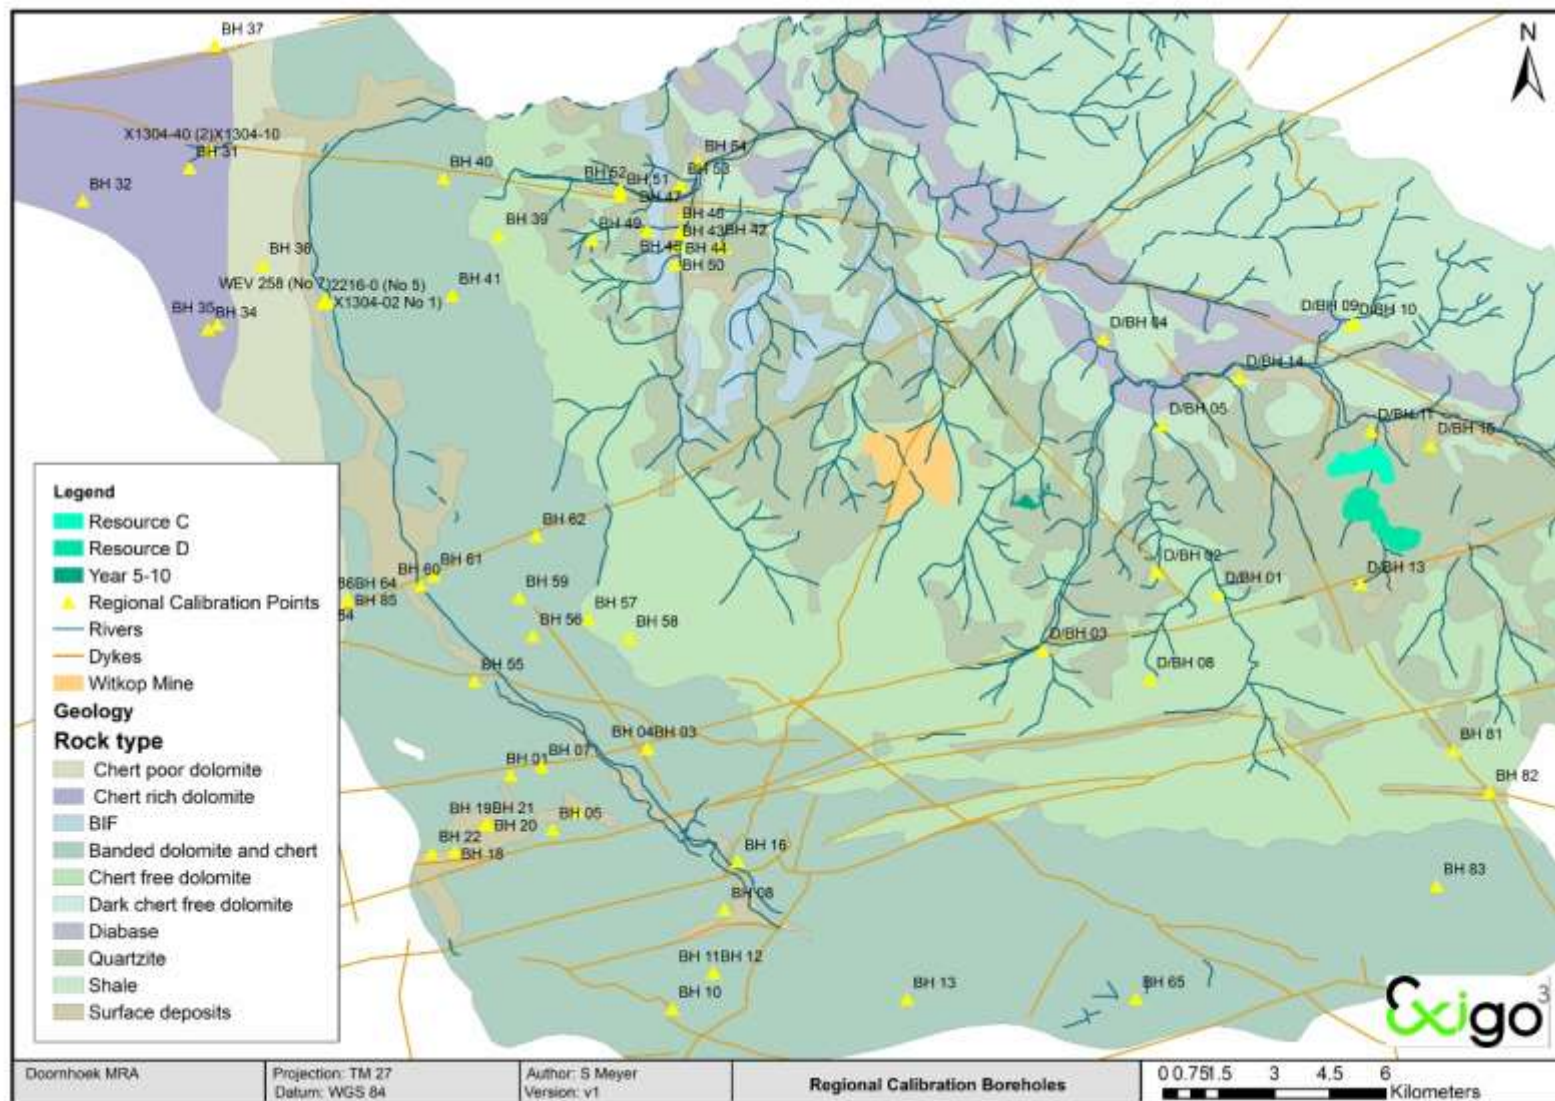 BH 37
N
X1304-40 (2)X1304-10
BH 31
BH 32
BH 40
BH 54
BH 52
BH 51
BH 53
BH 47
BH 39
BH 49
BH 46
BH 43
BH 42
BH 45
BH 44
BH 50
BH 36
WEV 258 (No 7)
2216-0 (No 5)
X1304-02 No 1)
BH 41
BH 35
BH 34
D/BH 04
D/BH 09
D/BH 10
D/BH 14
D/BH 05
D/BH 11
D/BH 15
BH 62
BH 61
BH 60
BH 64
BH 85
BH 59
BH 57
BH 56
BH 58
BH 55
D/BH 02
D/BH 01
D/BH 13
D/BH 03
D/BH 08
BH 04BH 03
BH 07
BH 01
BH 81
BH 82
BH 19BH 21
BH 20
BH 05
BH 22
BH 18
BH 16
BH 83
BH 08
BH 11BH 12
BH 10
BH 13
BH 65
Legend
Resource C
Resource D
Year 5-10
Regional Calibration Points
Rivers
Dykes
Witkop Mine
Geology
Rock type
Chert poor dolomite
Chert rich dolomite
BIF
Banded dolomite and chert
Chert free dolomite
Dark chert free dolomite
Diabase
Quartzite
Shale
Surface deposits
Exigo3
Doornhoek MRA
Projection: TM 27
Datum: WGS 84
Author: S Meyer
Version: v1
Regional Calibration Boreholes
0 0.751.5 3 4.5 6
Kilometers